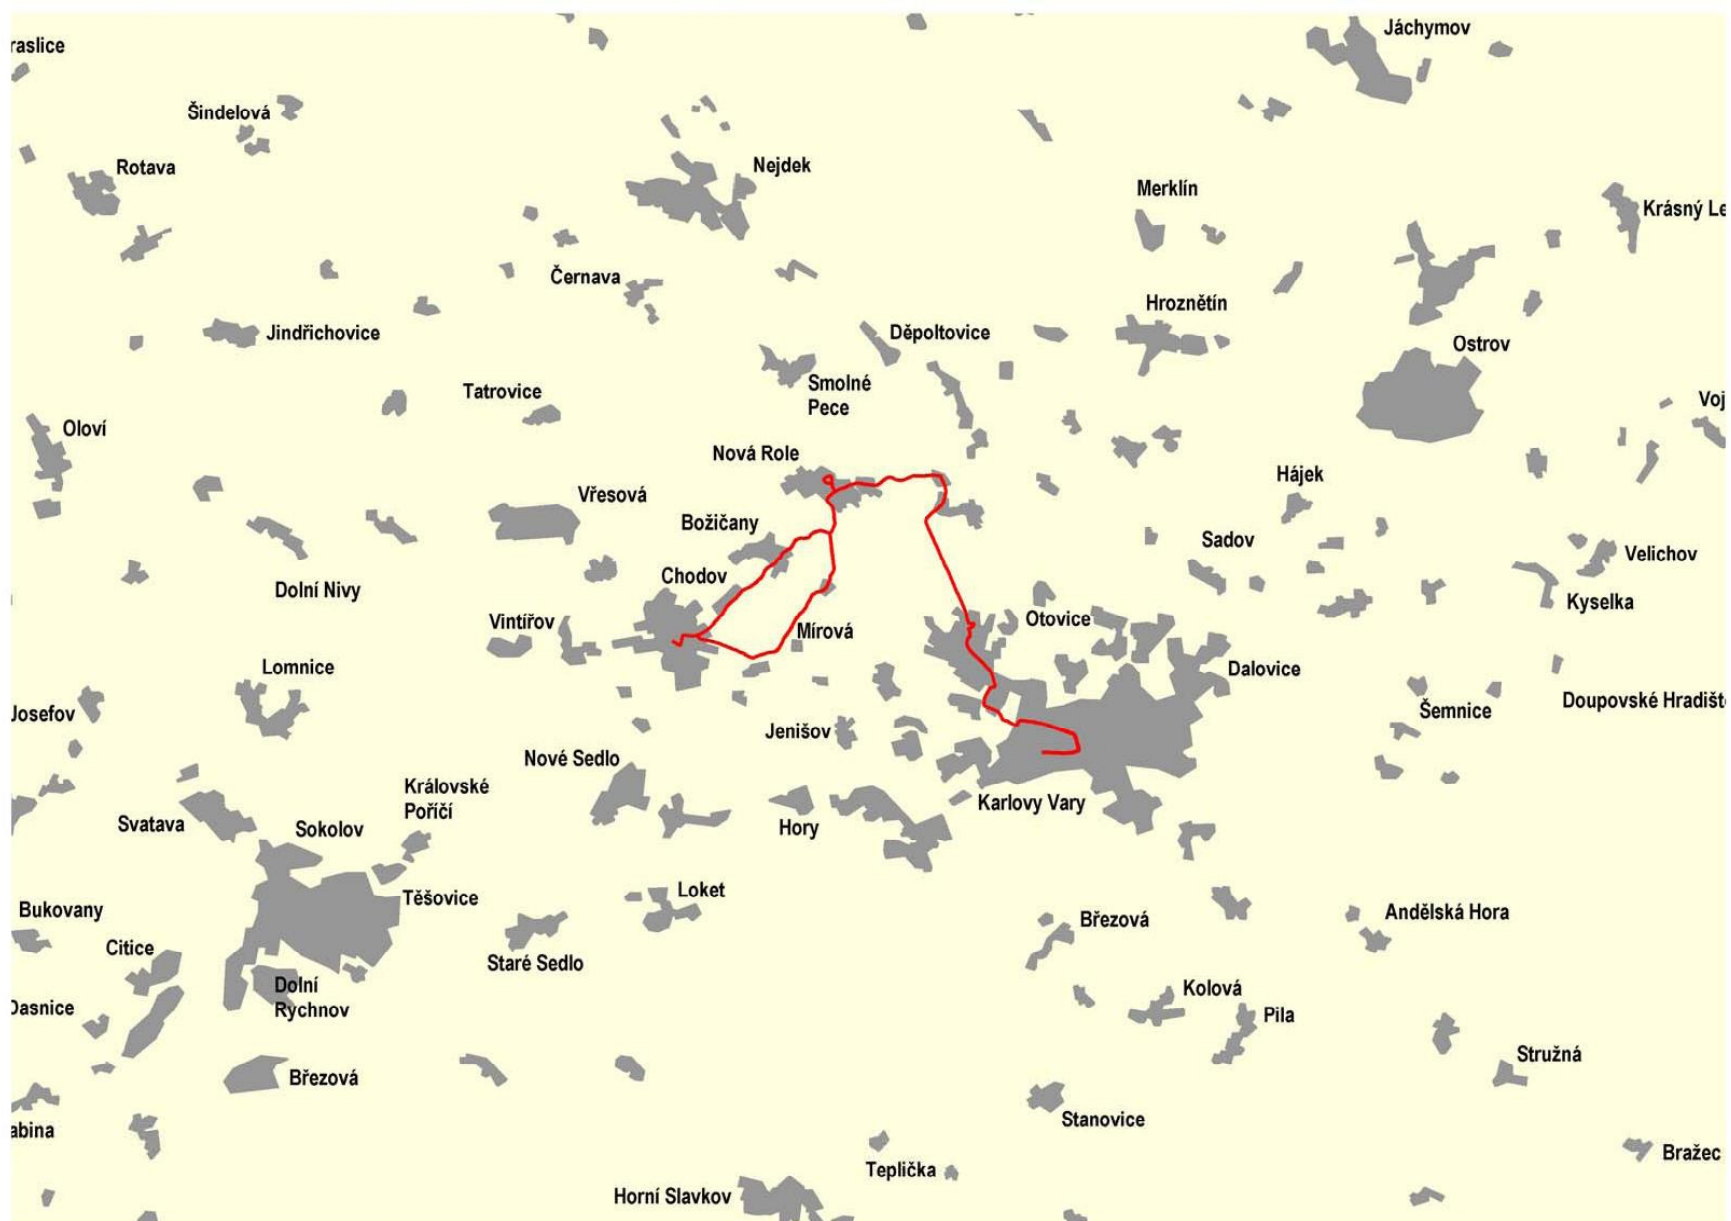 raslice
Jáchymov
Šindelová
Rotava
Nejdek
Merklín
Krásný Le
Černava
Hroznětín
Jindřichovice
Děpoltovice
Ostrov
Smolné
Pece
Tatrovice
Voj
Oloví
Nová Role
Hájek
Vřesová
Božičany
Sadov
Velichov
Chodov
Dolní Nivy
Kyselka
Vintířov
Mírová
Otovice
Lomnice
Dalovice
Josefov
Šemnice
Doupovské Hradišt
Jenišov
Nové Sedlo
Královské
Poříčí
Karlovy Vary
Svatava
Sokolov
Hory
Těšovice
Loket
Bukovany
Březová
Andělská Hora
Citice
Staré Sedlo
Dolní
Rychnov
Kolová
Dasnice
Pila
Stružná
Březová
Stanovice
abina
Bražec
Teplička
Horní Slavkov